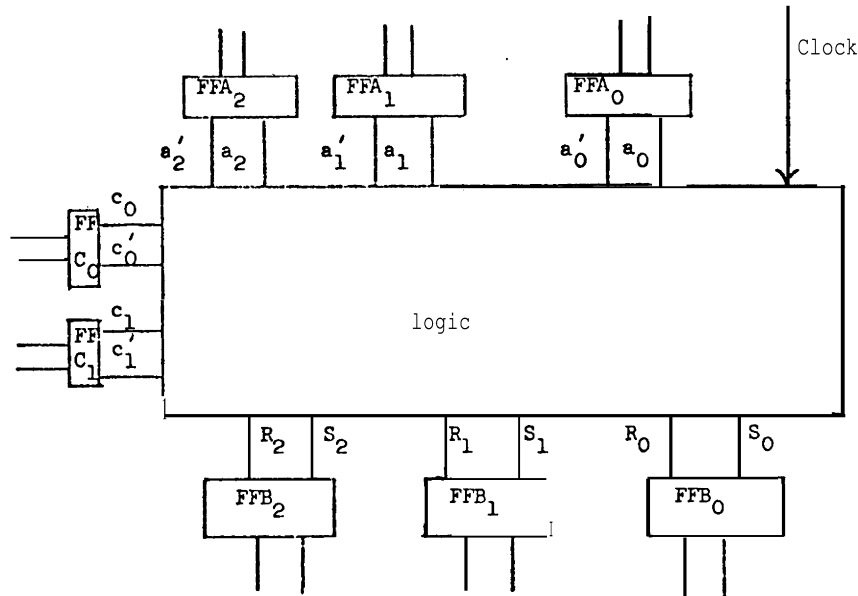 Clock
FFA₂ FFA₁ FFA₀
a₂′ a₂ a₁′ a₁ a₀′ a₀
c₀
FF
C₀ c₀′
c₁
FF
C₁ c₁′
logic
R₂ S₂ R₁ S₁ R₀ S₀
FFB₂ FFB₁ FFB₀